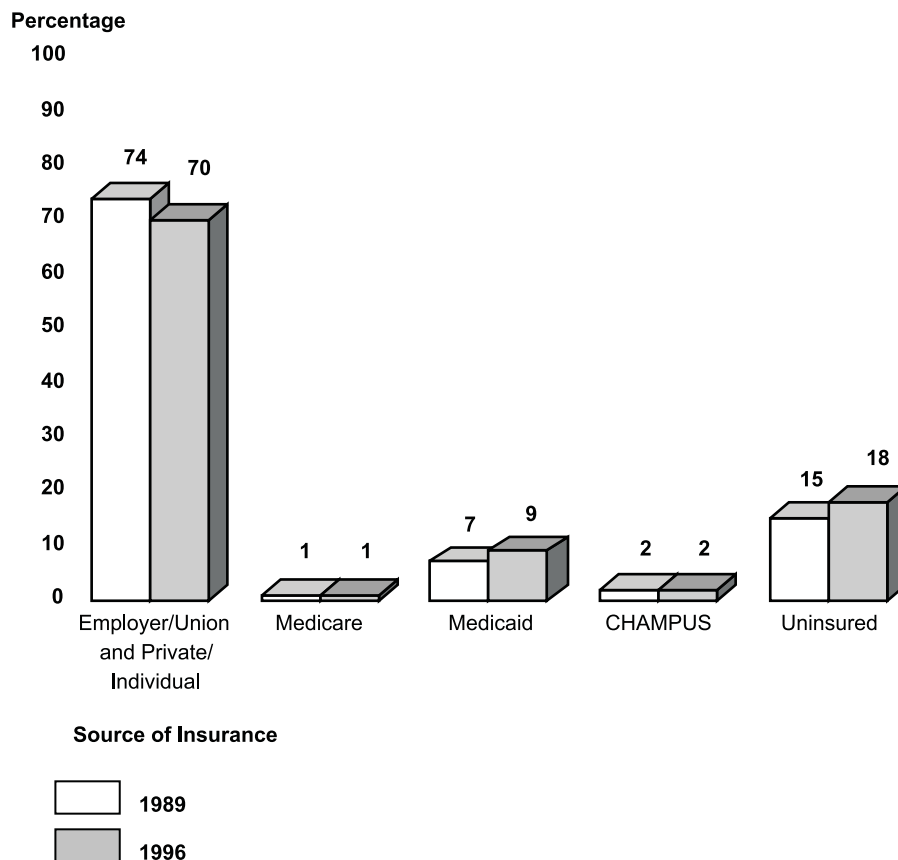 Percentage
100
90
80
70
60
50
40
30
20
10
0
74
70
1
1
7
9
2
2
15
18
Employer/Union
and Private/
Individual
Medicare
Medicaid
CHAMPUS
Uninsured
Source of Insurance
1989
1996